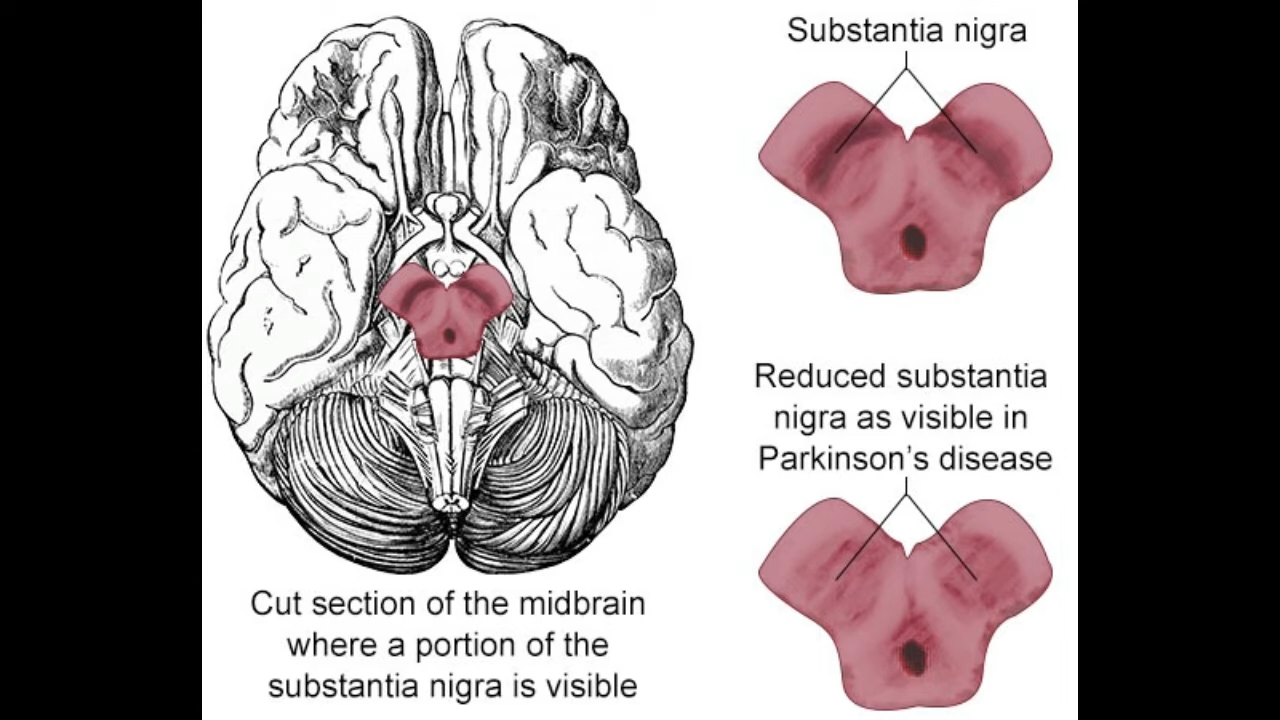 Substantia nigra
Reduced substantia
nigra as visible in
Parkinson's disease
Cut section of the midbrain
where a portion of the
substantia nigra is visible